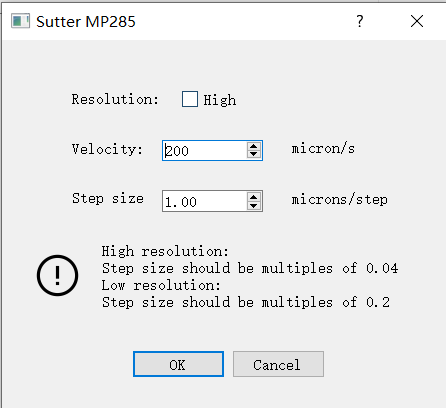 Sutter MP285
Resolution: High
Velocity: 200 micron/s
Step size 1.00 microns/step
High resolution:
Step size should be multiples of 0.04
Low resolution:
Step size should be multiples of 0.2
OK Cancel